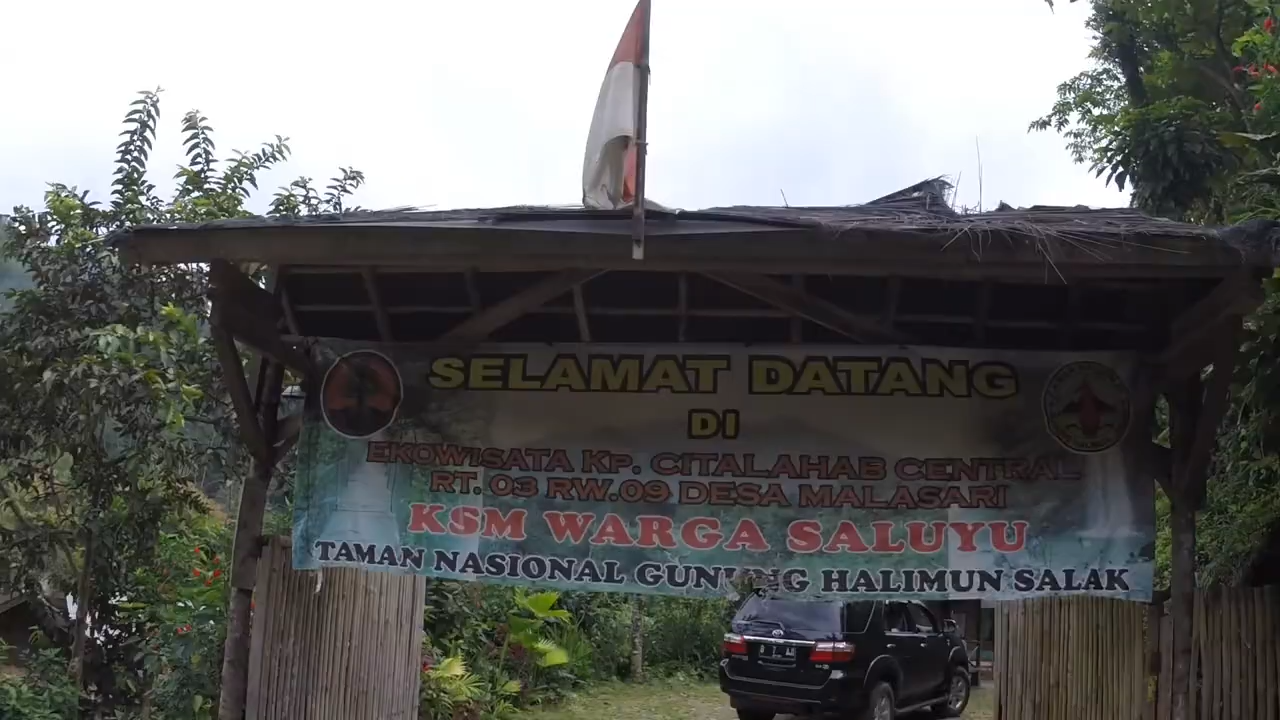 SELAMAT DATANG
DI
EKOWISATA KP. CITALAHAB CENTRAL
RT. 03 RW.09 DESA MALASARI
KSM WARGA SALUYU
TAMAN NASIONAL GUNUNG HALIMUN SALAK